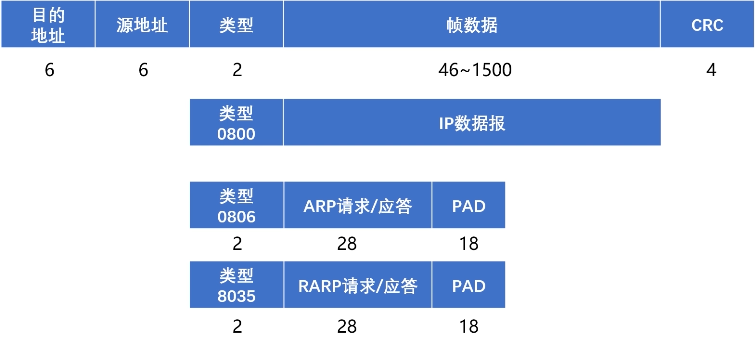 目的
地址
源地址
类型
帧数据
CRC
6
6
2
46~1500
4
类型
0800
IP数据报
类型
0806
ARP请求/应答
PAD
2
28
18
类型
8035
RARP请求/应答
PAD
2
28
18